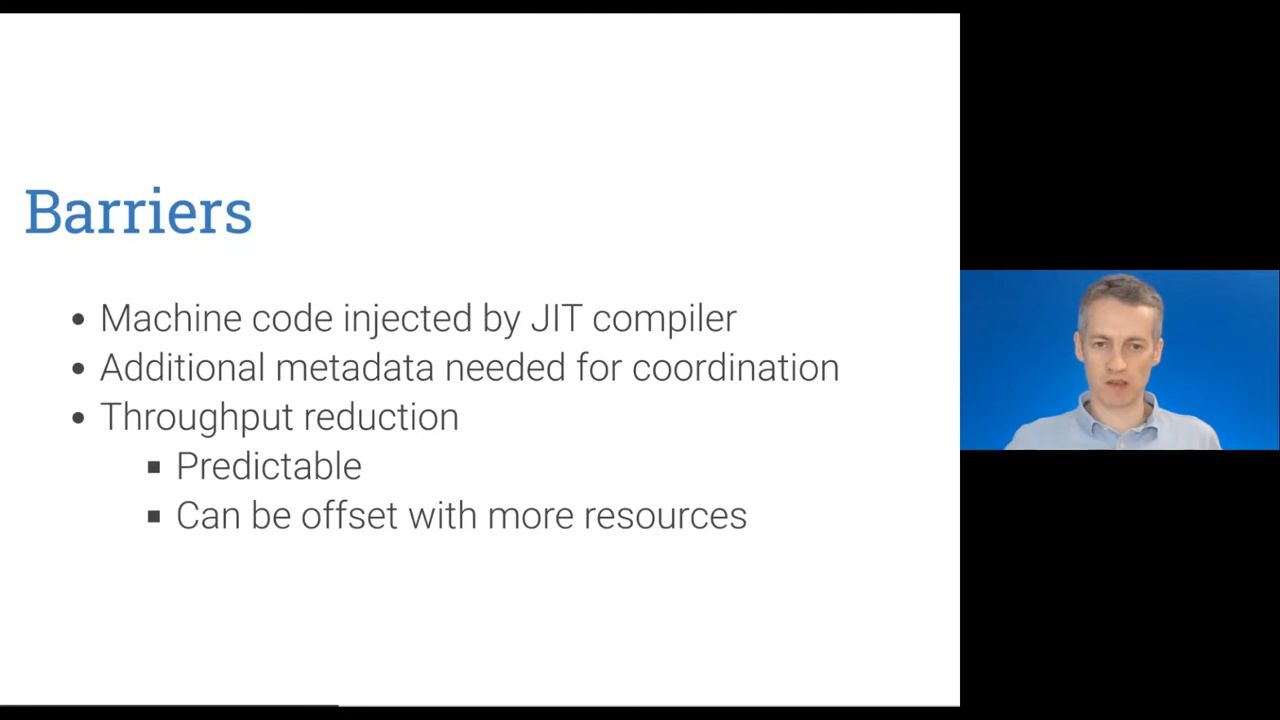 Barriers
• Machine code injected by JIT compiler
• Additional metadata needed for coordination
• Throughput reduction
▪ Predictable
▪ Can be offset with more resources